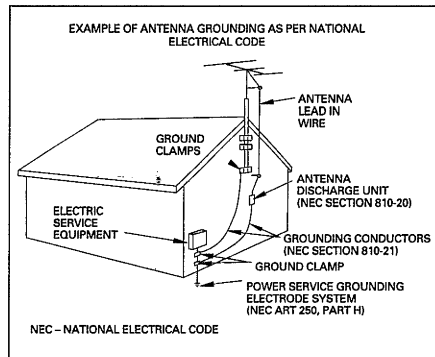 EXAMPLE OF ANTENNA GROUNDING AS PER NATIONAL
ELECTRICAL CODE
ANTENNA
LEAD IN
WIRE
GROUND
CLAMPS
ANTENNA
DISCHARGE UNIT
(NEC SECTION 810-20)
ELECTRIC
SERVICE
EQUIPMENT
GROUNDING CONDUCTORS
(NEC SECTION 810-21)
GROUND CLAMP
POWER SERVICE GROUNDING
ELECTRODE SYSTEM
(NEC ART 250, PART H)
NEC – NATIONAL ELECTRICAL CODE